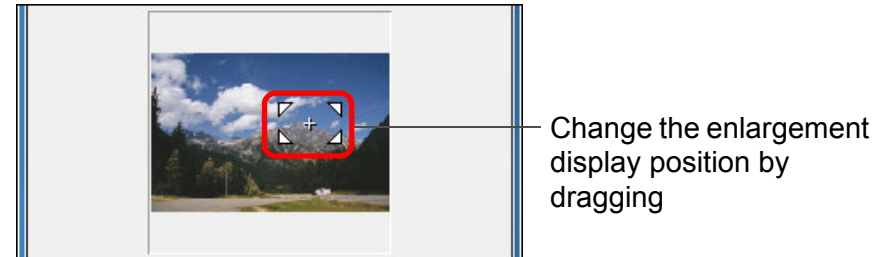 Change the enlargement
display position by
dragging